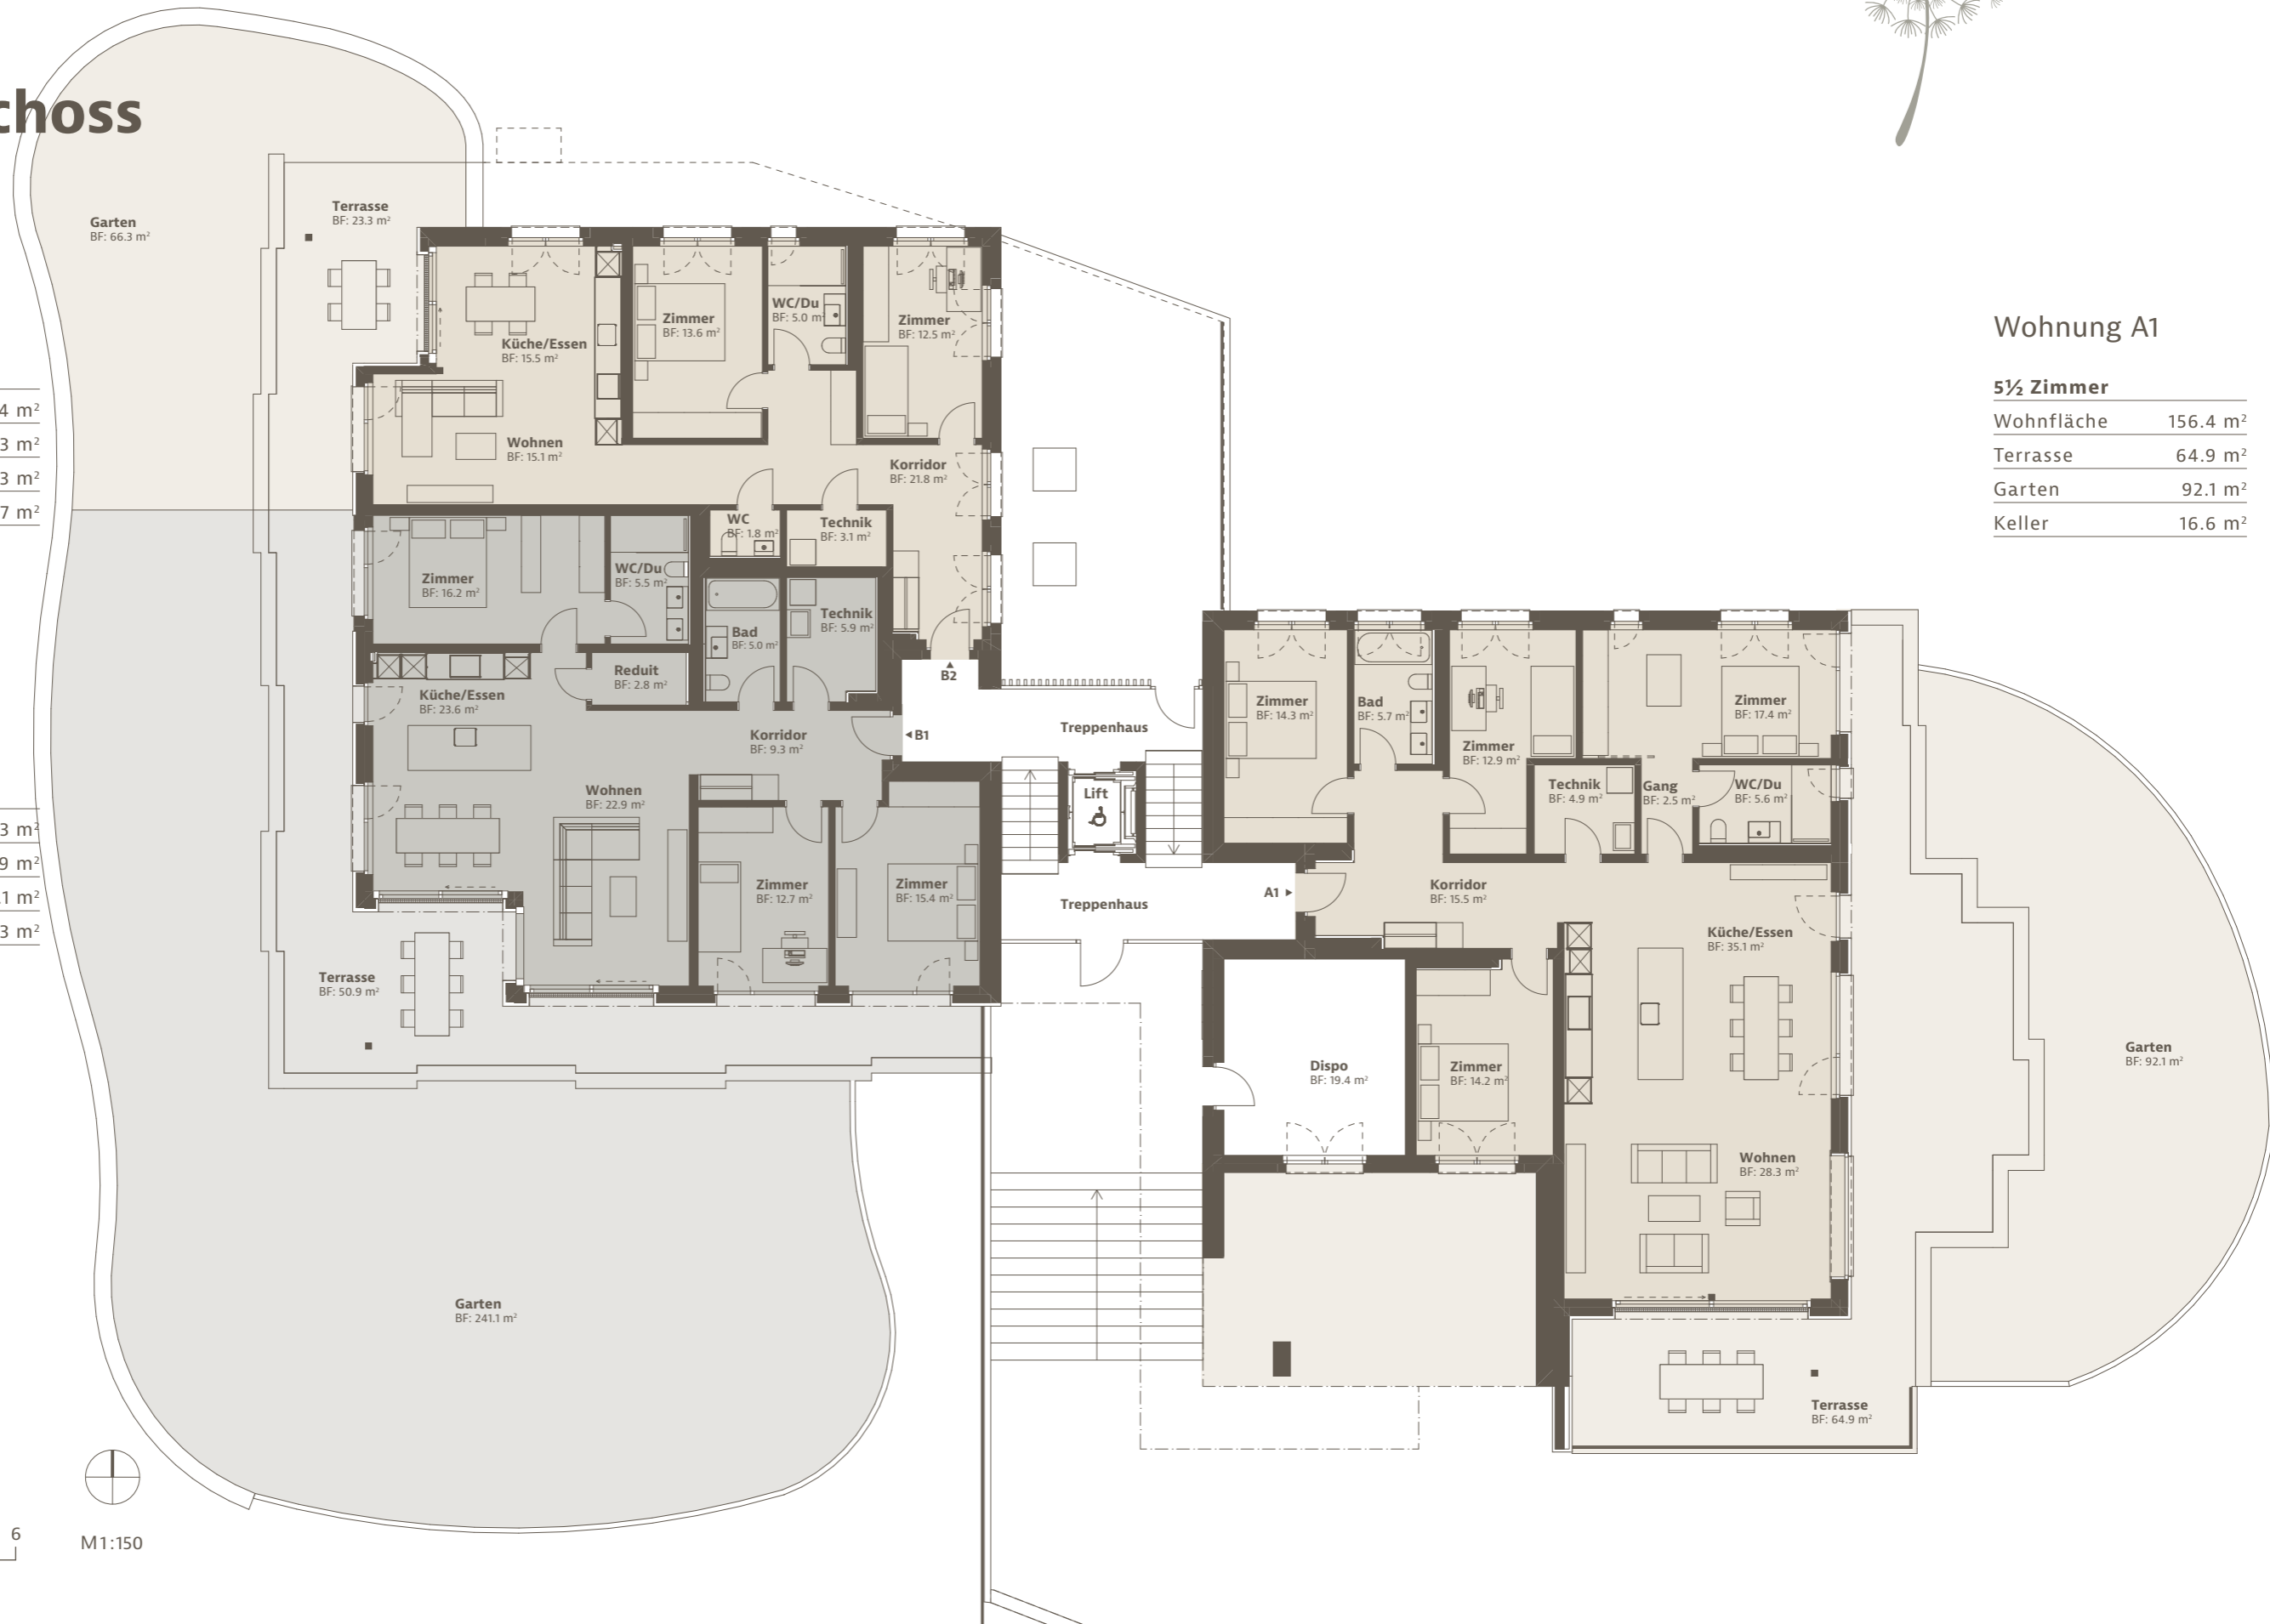 choss
Garten
BF: 66.3 m²
Terrasse
BF: 23.3 m²
Küche/Essen
BF: 15.5 m²
Zimmer
BF: 13.6 m²
WC/Du
BF: 5.0 m²
Zimmer
BF: 12.5 m²
Wohnen
BF: 15.1 m²
Korridor
BF: 21.8 m²
WC
BF: 1.8 m²
Technik
BF: 3.1 m²
4 m²
3 m²
3 m²
7 m²
Zimmer
BF: 16.2 m²
WC/Du
BF: 5.5 m²
Bad
BF: 5.0 m²
Technik
BF: 5.9 m²
Reduit
BF: 2.8 m²
Küche/Essen
BF: 23.6 m²
Korridor
BF: 9.3 m²
B2
B1
Wohnen
BF: 22.9 m²
Zimmer
BF: 12.7 m²
Zimmer
BF: 15.4 m²
Terrasse
BF: 50.9 m²
3 m²
9 m²
1 m²
3 m²
Garten
BF: 241.1 m²
Treppenhaus
Lift
Treppenhaus
A1
Wohnung A1
5½ Zimmer
Wohnfläche 156.4 m²
Terrasse 64.9 m²
Garten 92.1 m²
Keller 16.6 m²
Zimmer
BF: 14.3 m²
Bad
BF: 5.7 m²
Zimmer
BF: 12.9 m²
Zimmer
BF: 17.4 m²
Technik
BF: 4.9 m²
Gang
BF: 2.5 m²
WC/Du
BF: 5.6 m²
Korridor
BF: 15.5 m²
Küche/Essen
BF: 35.1 m²
Dispo
BF: 19.4 m²
Zimmer
BF: 14.2 m²
Wohnen
BF: 28.3 m²
Garten
BF: 92.1 m²
Terrasse
BF: 64.9 m²
6
M 1:150